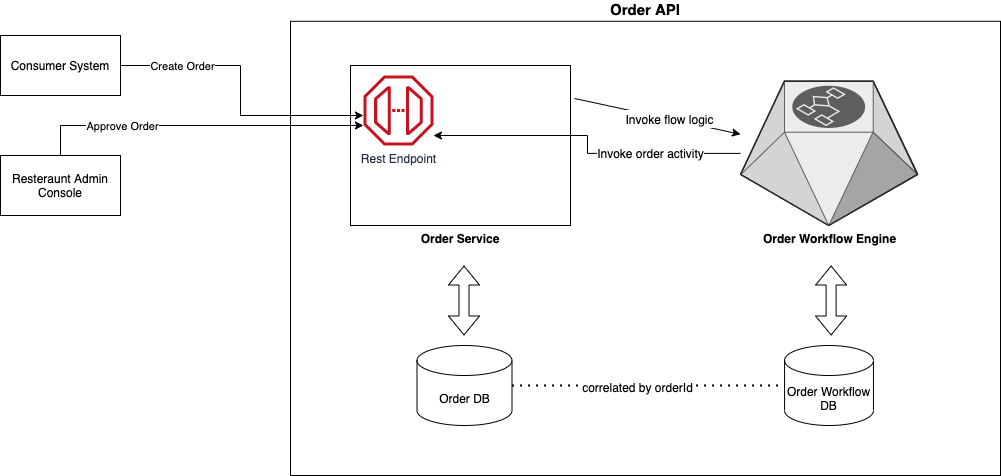 Order API
Consumer System
Create Order
Approve Order
Resteraunt Admin
Console
Rest Endpoint
Invoke flow logic
Invoke order activity
Order Service
Order Workflow Engine
Order DB
correlated by orderId
Order Workflow
DB